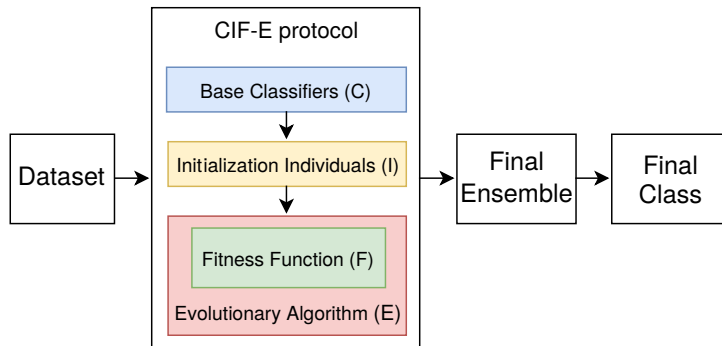 CIF-E protocol
Base Classifiers (C)
Initialization Individuals (I)
Fitness Function (F)
Evolutionary Algorithm (E)
Dataset
Final
Ensemble
Final
Class